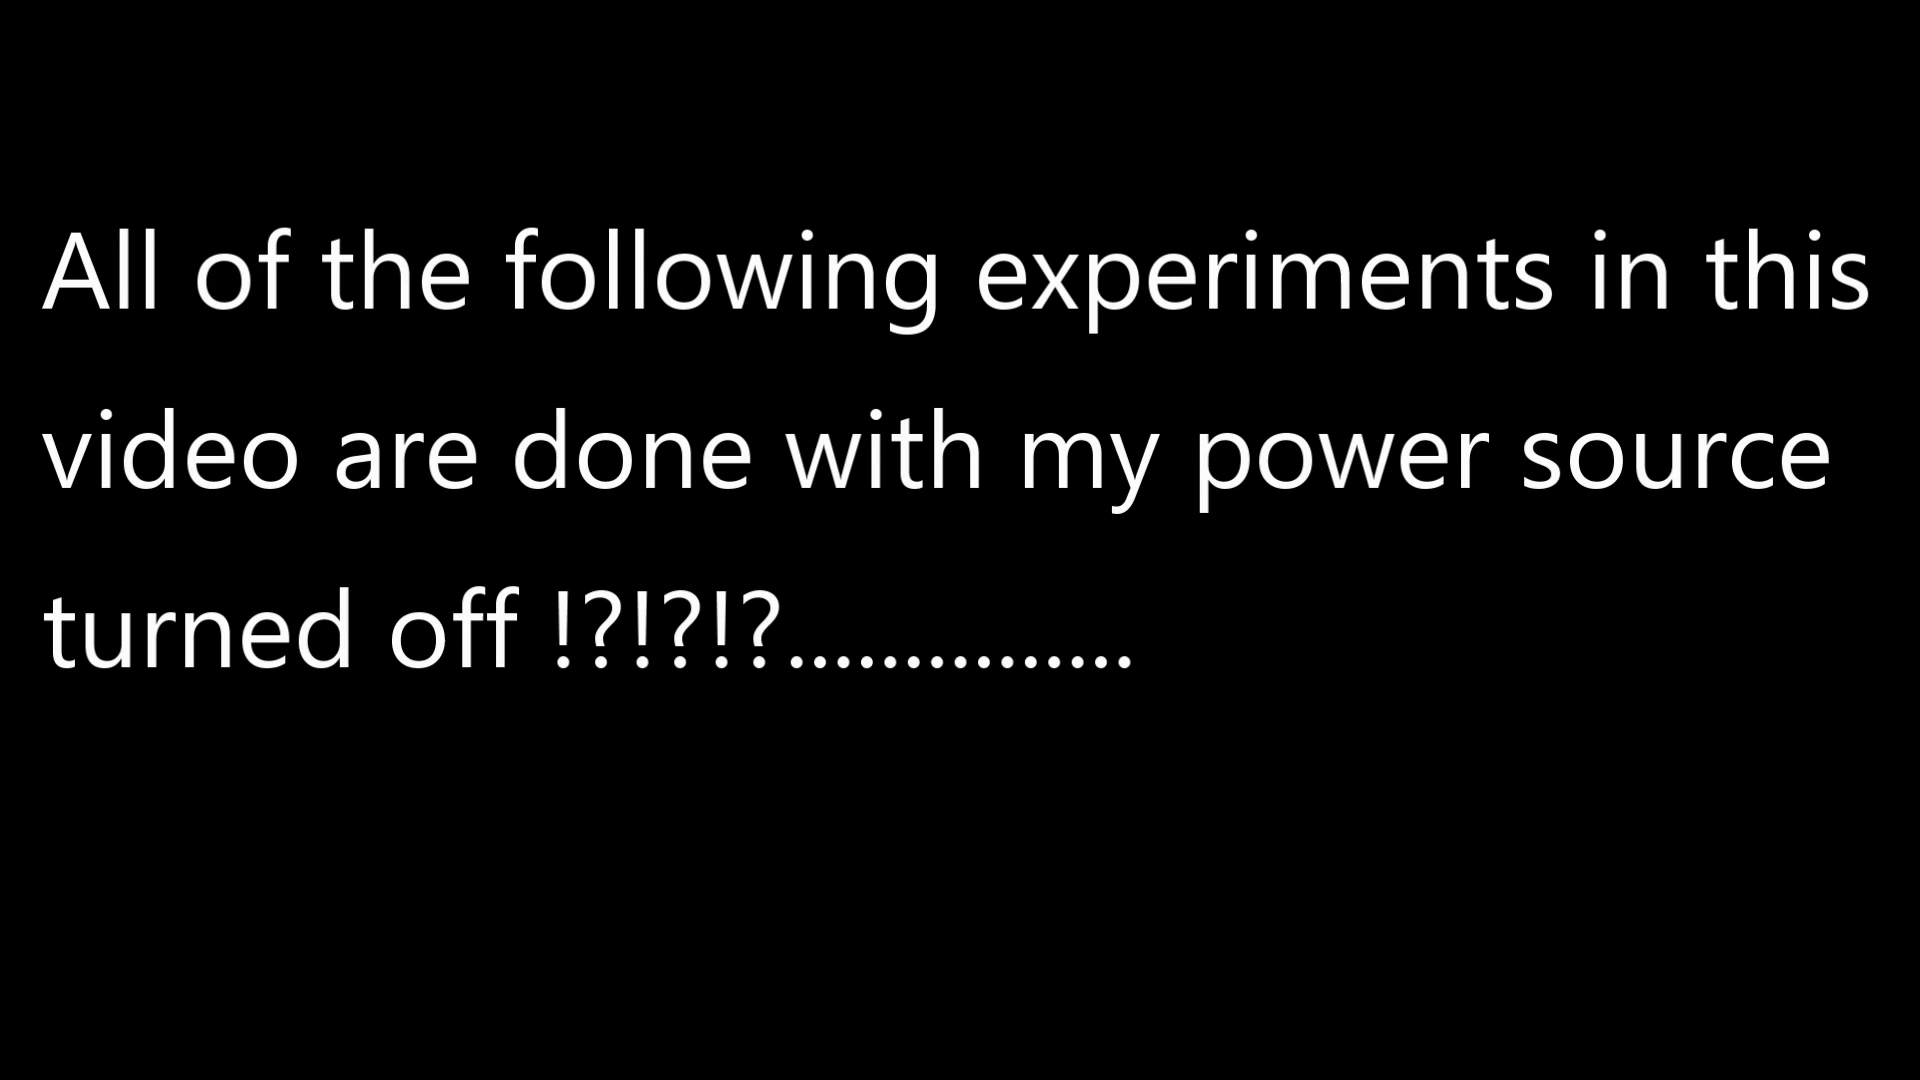 All of the following experiments in this
video are done with my power source
turned off !?!?!?...............